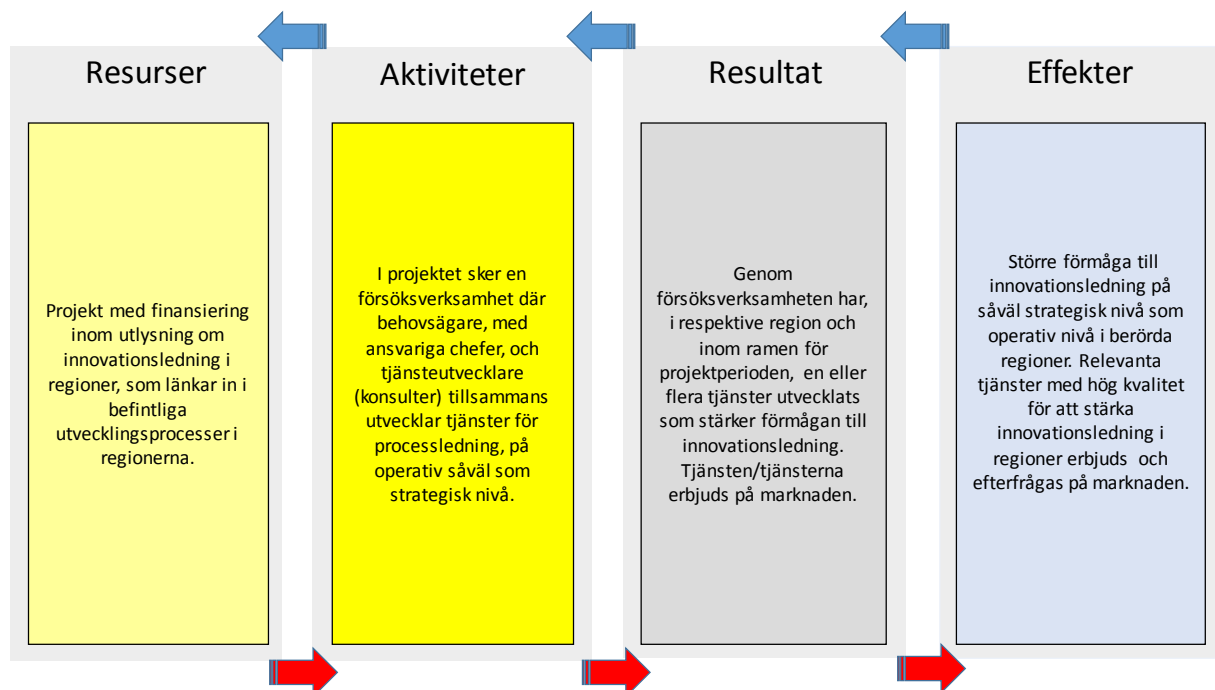 Resurser
Projekt med finansiering
inom utlysning om
innovationsledning i
regioner, som länkar in i
befintliga
utvecklingsprocesser i
regionerna.
Aktiviteter
I projektet sker en
försöksverksamhet där
behovsägare, med
ansvariga chefer, och
tjänsteutvecklare
(konsulter) tillsammans
utvecklar tjänster för
processledning, på
operativ såväl som
strategisk nivå.
Resultat
Genom
försöksverksamheten har,
i respektive region och
inom ramen för
projektperioden, en eller
flera tjänster utvecklats
som stärker förmågan till
innovationsledning.
Tjänsten/tjänsterna
erbjuds på marknaden.
Effekter
Större förmåga till
innovationsledning på
såväl strategisk nivå som
operativ nivå i berörda
regioner. Relevanta
tjänster med hög kvalitet
för att stärka
innovationsledning i
regioner erbjuds och
efterfrågas på marknaden.